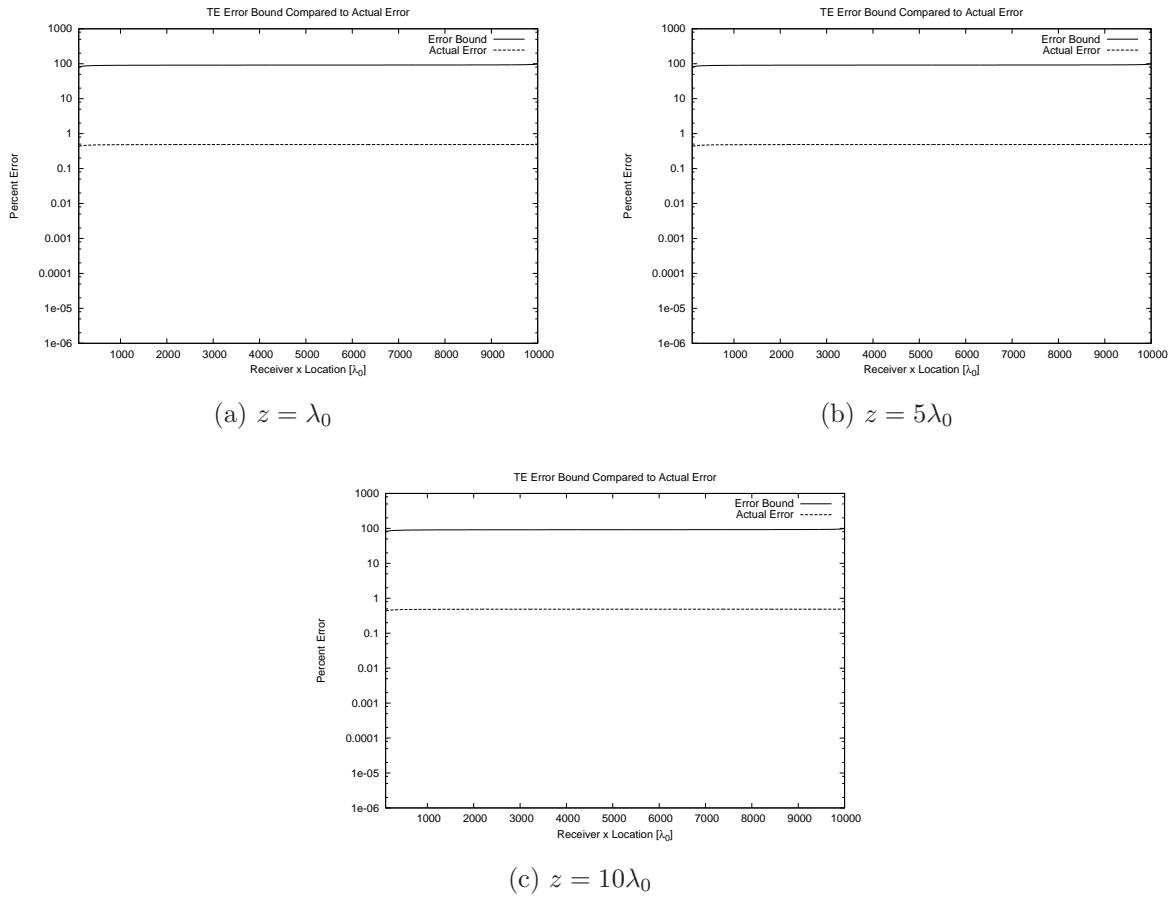 TE Error Bound Compared to Actual Error
1000
100
10
1
0.1
0.01
0.001
0.0001
1e-05
1e-06
Percent Error
Error Bound
Actual Error
1000 2000 3000 4000 5000 6000 7000 8000 9000 10000
Receiver x Location [λ₀]
(a) z = λ₀
TE Error Bound Compared to Actual Error
1000
100
10
1
0.1
0.01
0.001
0.0001
1e-05
1e-06
Percent Error
Error Bound
Actual Error
1000 2000 3000 4000 5000 6000 7000 8000 9000 10000
Receiver x Location [λ₀]
(b) z = 5λ₀
TE Error Bound Compared to Actual Error
1000
100
10
1
0.1
0.01
0.001
0.0001
1e-05
1e-06
Percent Error
Error Bound
Actual Error
1000 2000 3000 4000 5000 6000 7000 8000 9000 10000
Receiver x Location [λ₀]
(c) z = 10λ₀